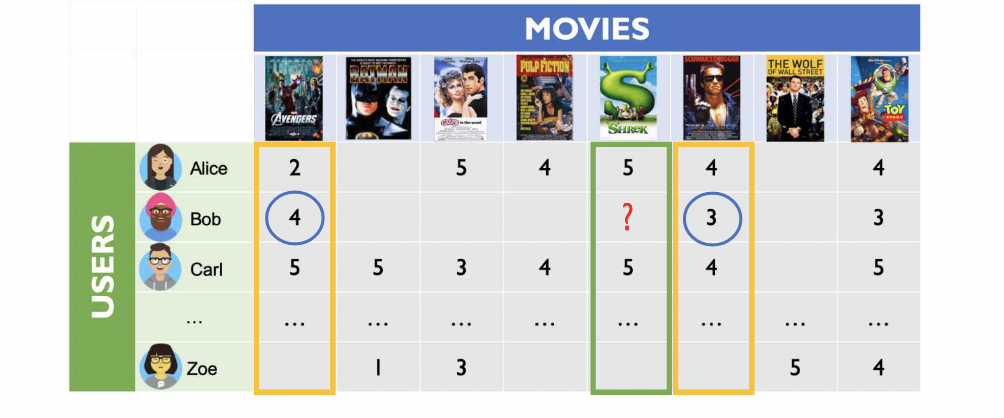 MOVIES
AVENGERS
BATMAN
GREASE
PULP FICTION
SHREK
SCHWARZENEGGER
THE WOLF
OF WALL STREET
TOY
STORY
USERS
Alice 2 5 4 5 4 4
Bob 4 ? 3 3
Carl 5 5 3 4 5 4 5
... ... ... ... ... ... ... ... ...
Zoe 1 3 5 4